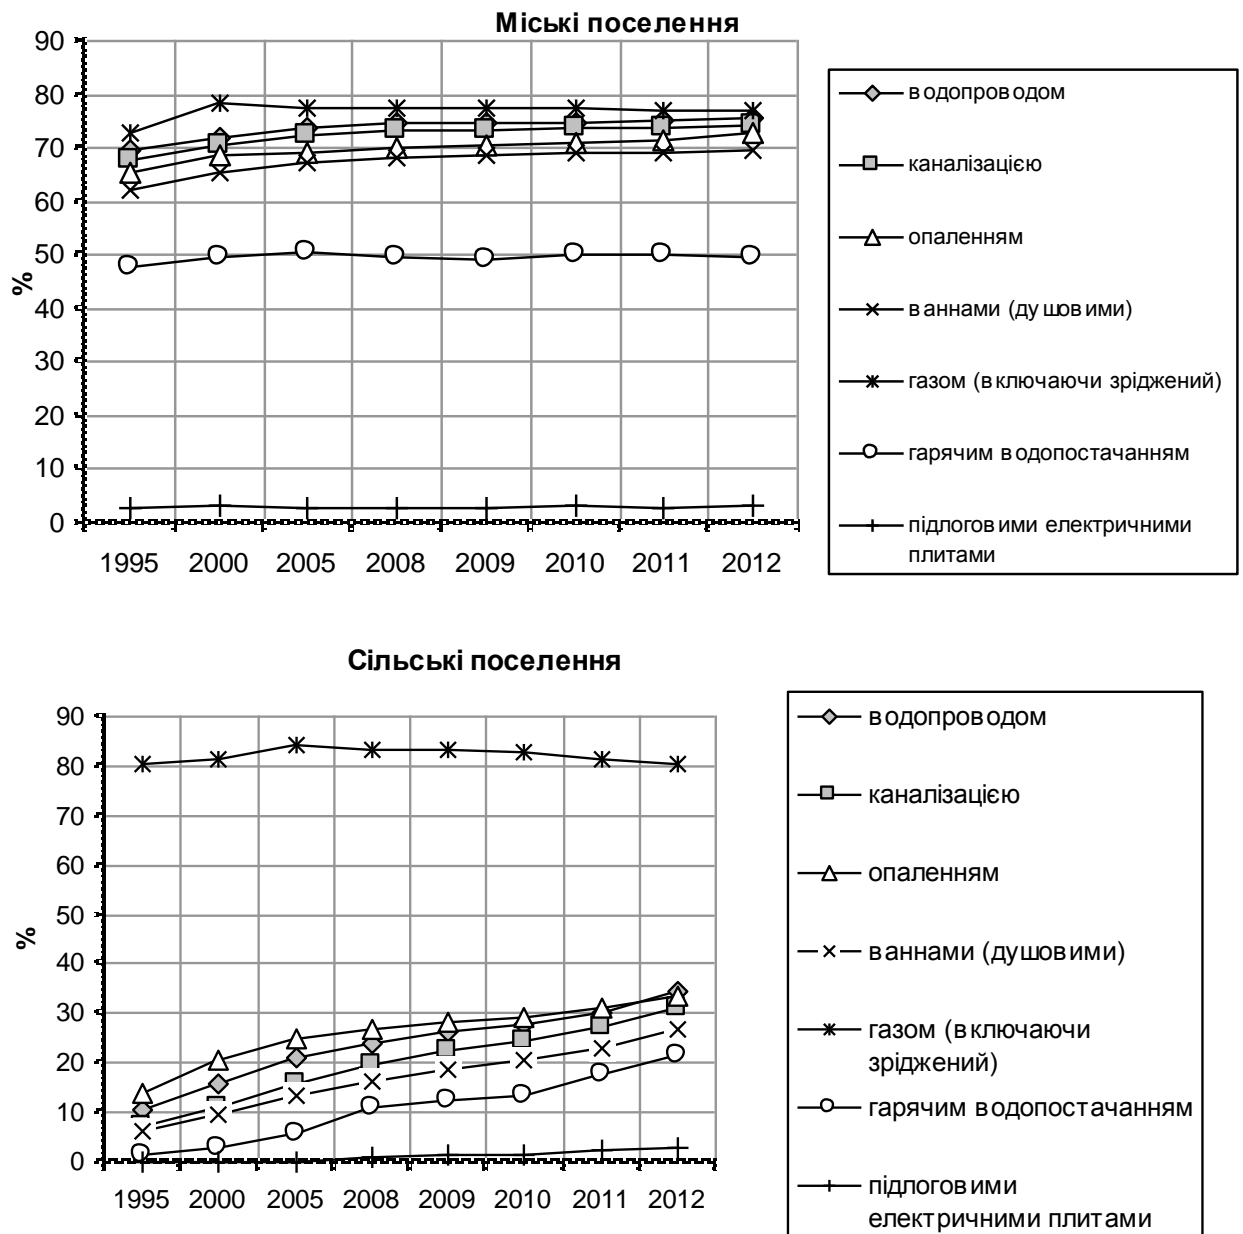 Міські поселення
90
80
70
60
50
40
30
20
10
0
%
1995 2000 2005 2008 2009 2010 2011 2012
водопроводом
каналізацією
опаленням
ваннами (душовими)
газом (включаючи зріджений)
гарячим водопостачанням
підлоговими електричними
плитами
Сільські поселення
90
80
70
60
50
40
30
20
10
0
%
1995 2000 2005 2008 2009 2010 2011 2012
водопроводом
каналізацією
опаленням
ваннами (душовими)
газом (включаючи
зріджений)
гарячим водопостачанням
підлоговими
електричними плитами